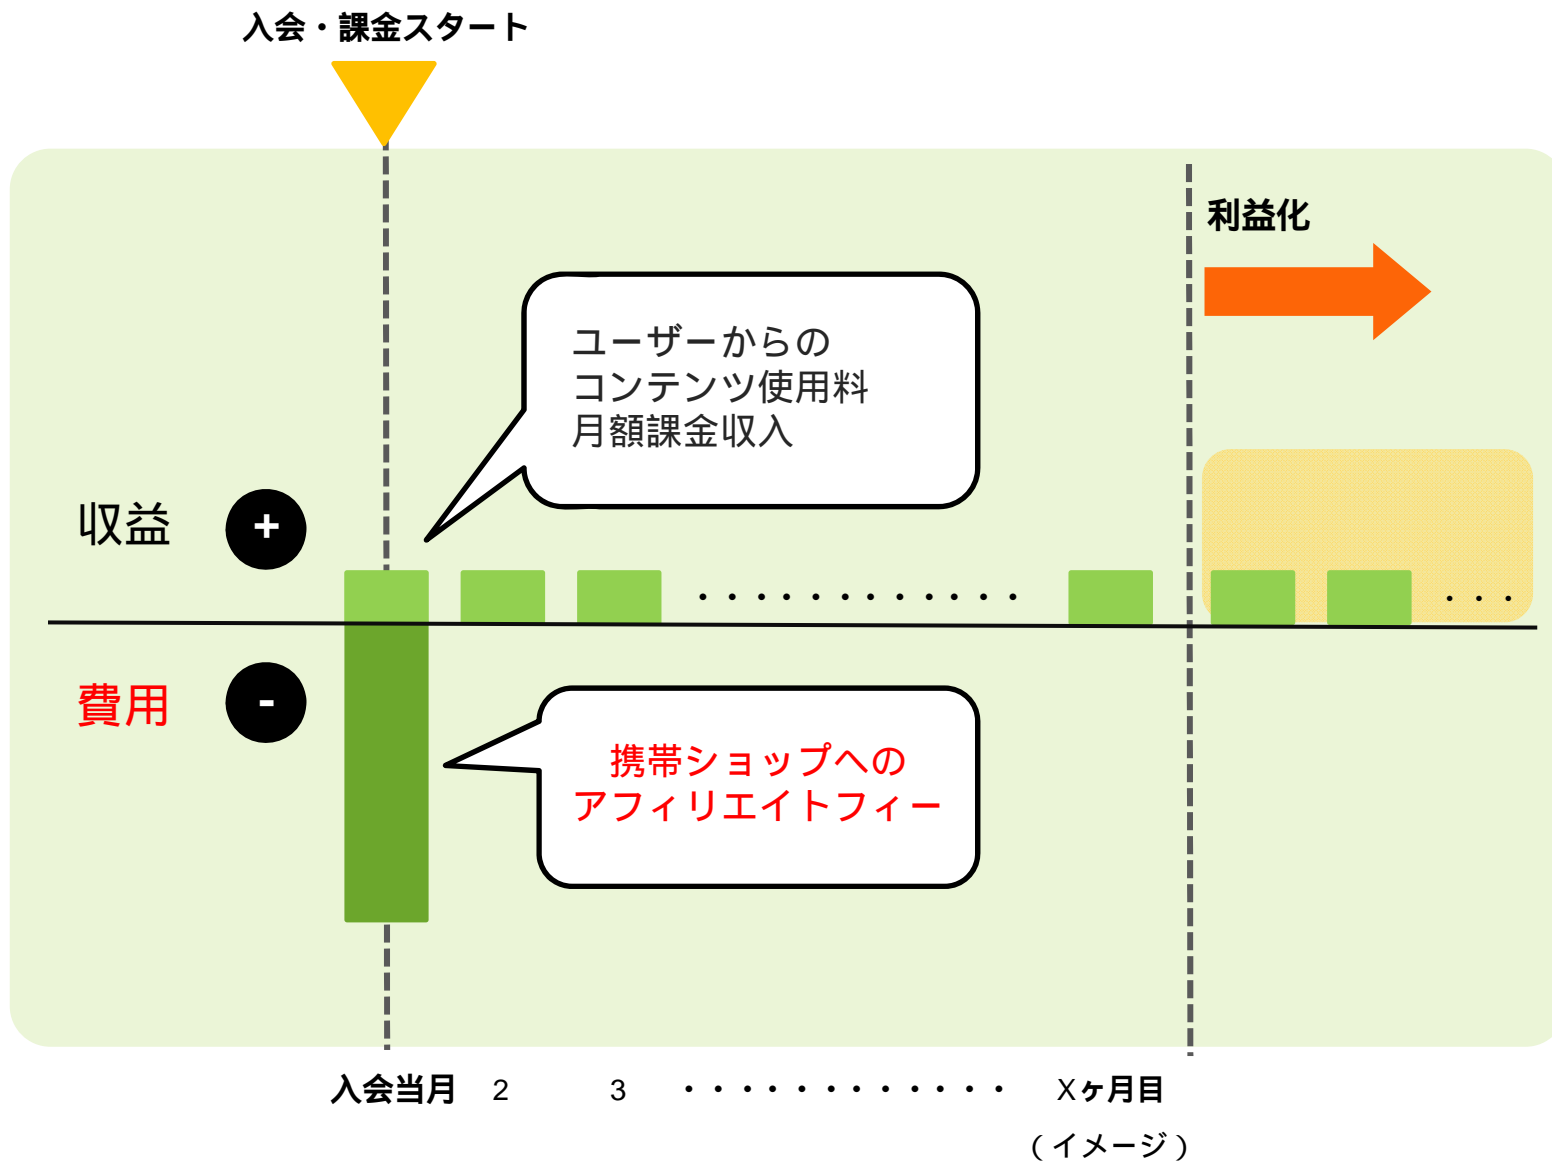 入会・課金スタート
利益化
ユーザーからの
コンテンツ使用料
月額課金収入
収益
+
・・・・・・・・・・・・
・・・
費用
-
携帯ショップへの
アフィリエイトフィー
入会当月 2 3 ・・・・・・・・・・・・ Xヶ月目
(イメージ)